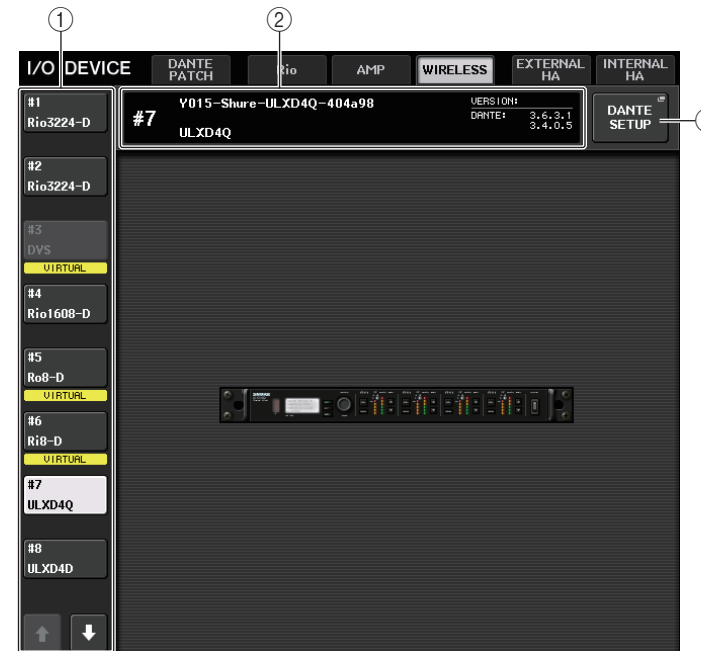 1
2
I/O DEVICE
DANTE PATCH
Rio
AMP
WIRELESS
EXTERNAL HA
INTERNAL HA
#1
Rio3224-D
#2
Rio3224-D
#3
DVS
VIRTUAL
#4
Rio1608-D
#5
Ro8-D
VIRTUAL
#6
Ri8-D
VIRTUAL
#7
ULXD4Q
#8
ULXD4D
#7
Y015-Shure-ULXD4Q-404a98
ULXD4Q
VERSION:
DANTE: 3.6.3.1
3.4.0.5
DANTE SETUP
SHURE